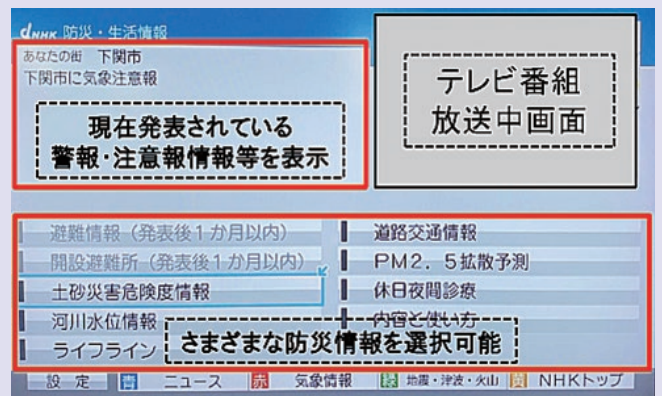 dNHK 防災・生活情報
あなたの街 下関市
下関市に気象注意報
現在発表されている
警報・注意報情報等を表示
テレビ番組
放送中画面
避難情報（発表後1か月以内）
開設避難所（発表後1か月以内）
土砂災害危険度情報
河川水位情報
ライフライン
道路交通情報
PM2．5拡散予測
休日夜間診療
内容と使い方
さまざまな防災情報を選択可能
設 定 青 ニュース 赤 気象情報 緑 地震・津波・火山 黄 NHKトップ